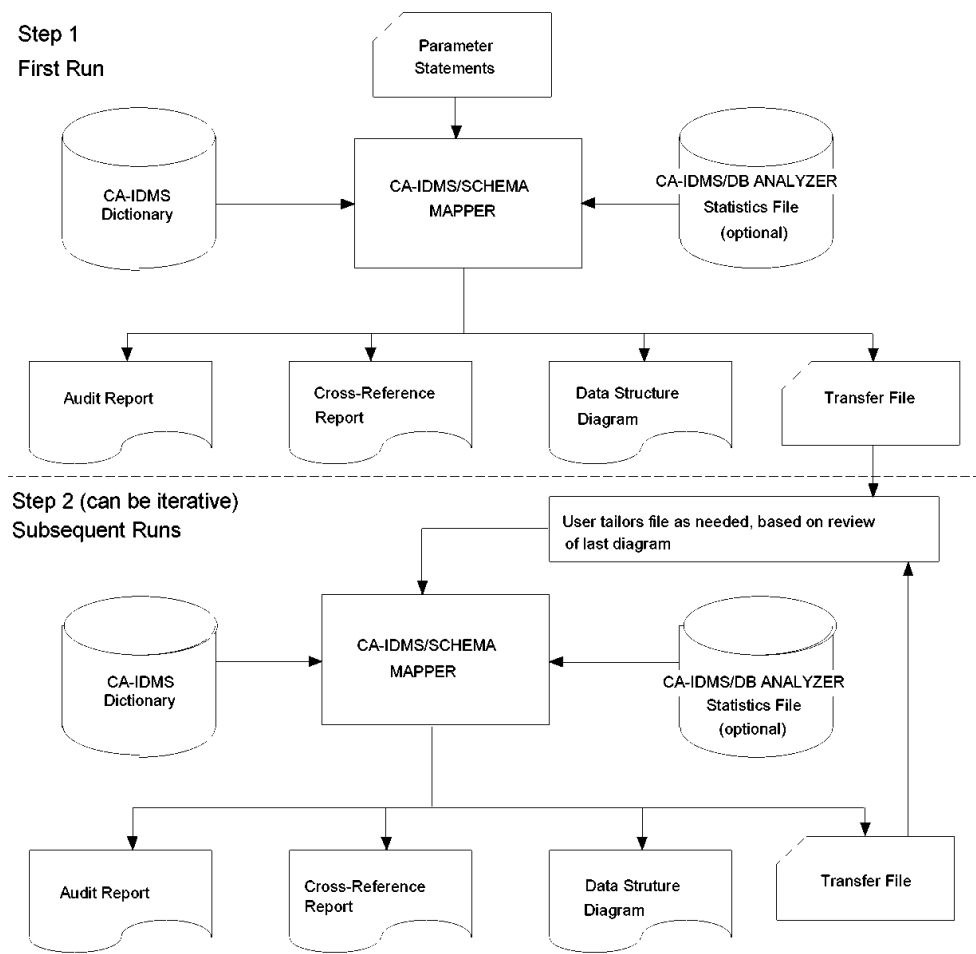 Step 1
First Run
Parameter
Statements
CA-IDMS
Dictionary
CA-IDMS/SCHEMA
MAPPER
CA-IDMS/DB ANALYZER
Statistics File
(optional)
Audit Report
Cross-Reference
Report
Data Structure
Diagram
Transfer File
Step 2 (can be iterative)
Subsequent Runs
User tailors file as needed, based on review
of last diagram
CA-IDMS
Dictionary
CA-IDMS/SCHEMA
MAPPER
CA-IDMS/DB ANALYZER
Statistics File
(optional)
Audit Report
Cross-Reference
Report
Data Struture
Diagram
Transfer File